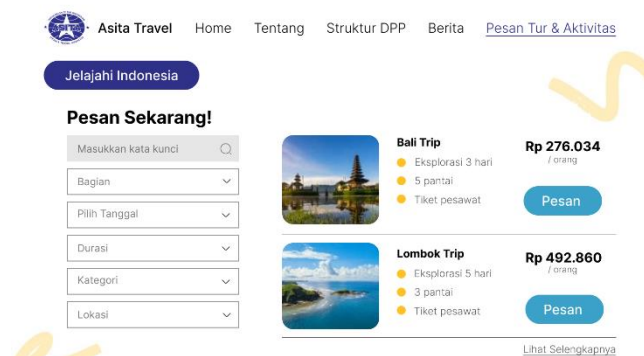 Asita Travel
Home
Tentang
Struktur DPP
Berita
Pesan Tur & Aktivitas
Jelajahi Indonesia
Pesan Sekarang!
Masukkan kata kunci
Bagian
Pilih Tanggal
Durasi
Kategori
Lokasi
Bali Trip
Eksplorasi 3 hari
5 pantai
Tiket pesawat
Rp 276.034
/ orang
Pesan
Lombok Trip
Eksplorasi 5 hari
3 pantai
Tiket pesawat
Rp 492.860
/ orang
Pesan
Lihat Selengkapnya